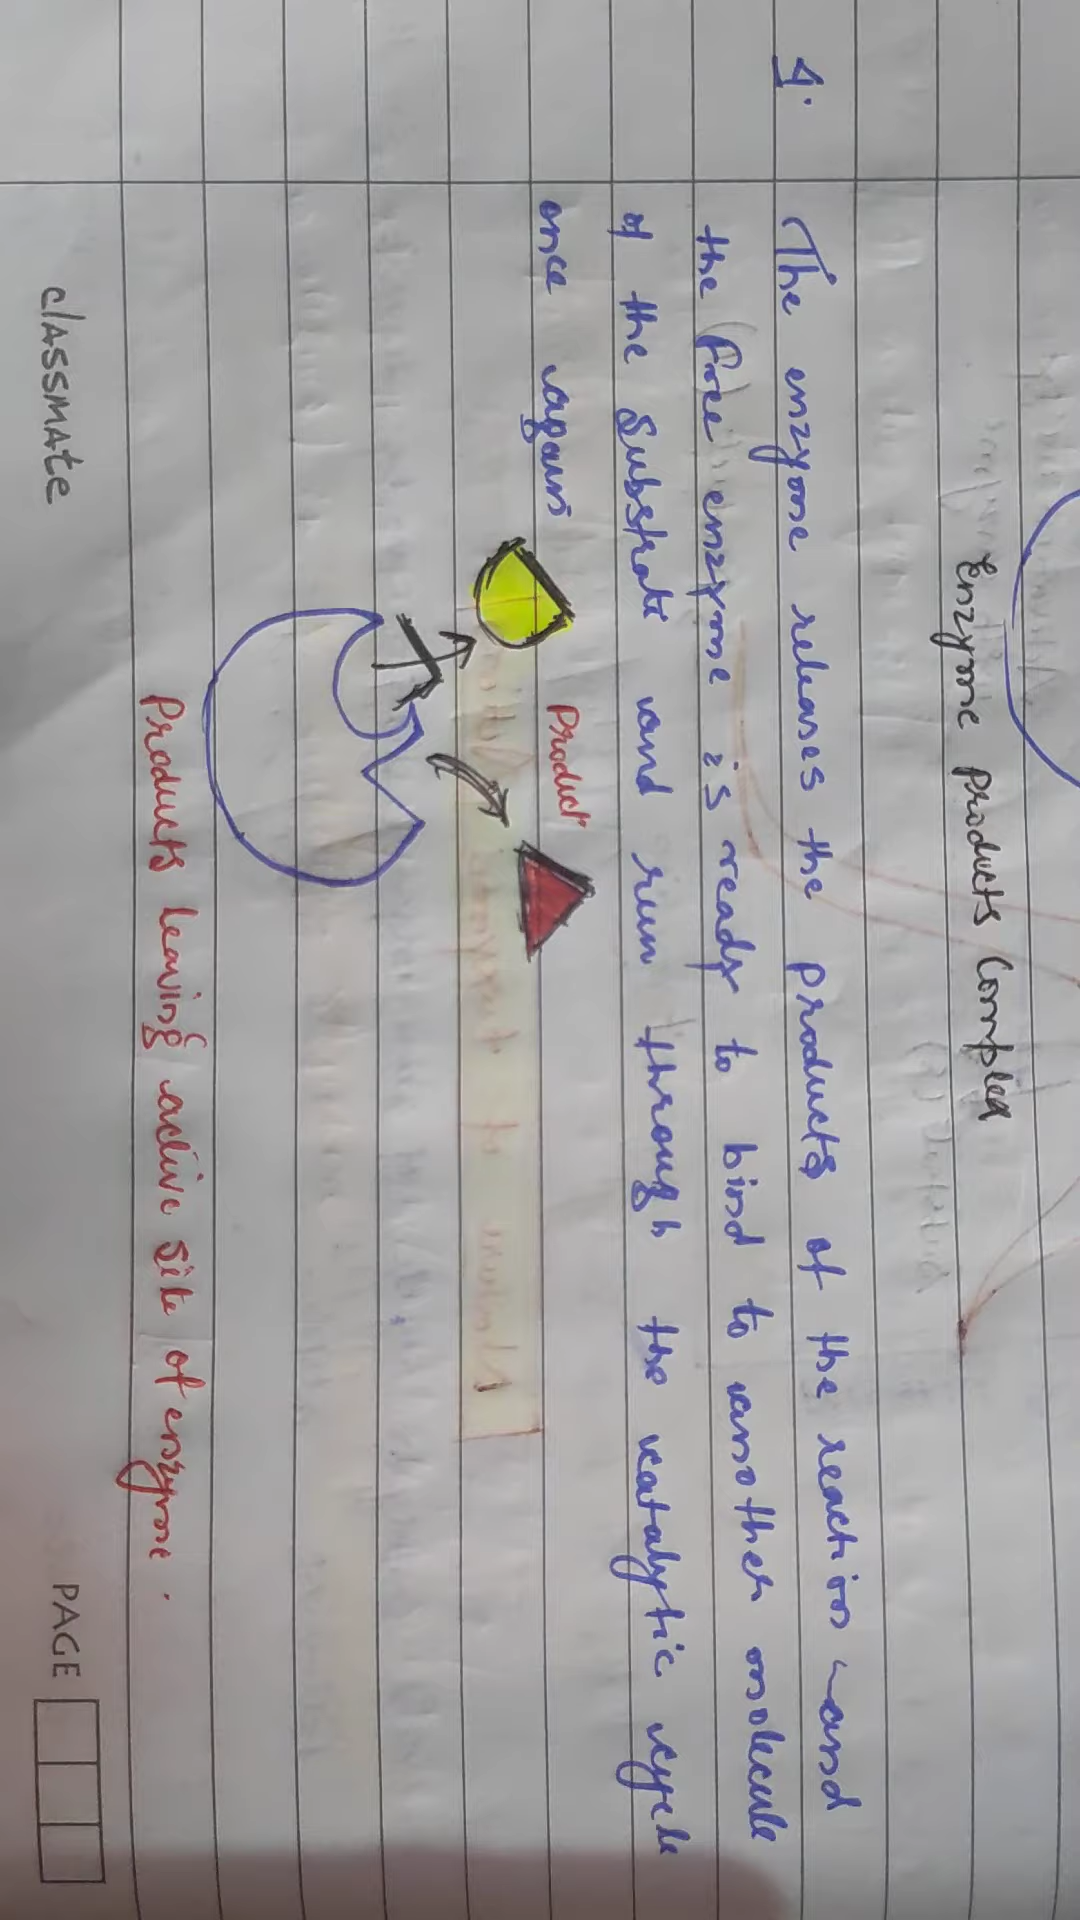 Enzyme products Complex
4. The enzyme releases the products of the reaction and
the free enzyme is ready to bind to another molecule
of the substrate and run through the catalytic cycle
once again
Product
Products leaving active site of enzyme.
classmate
PAGE